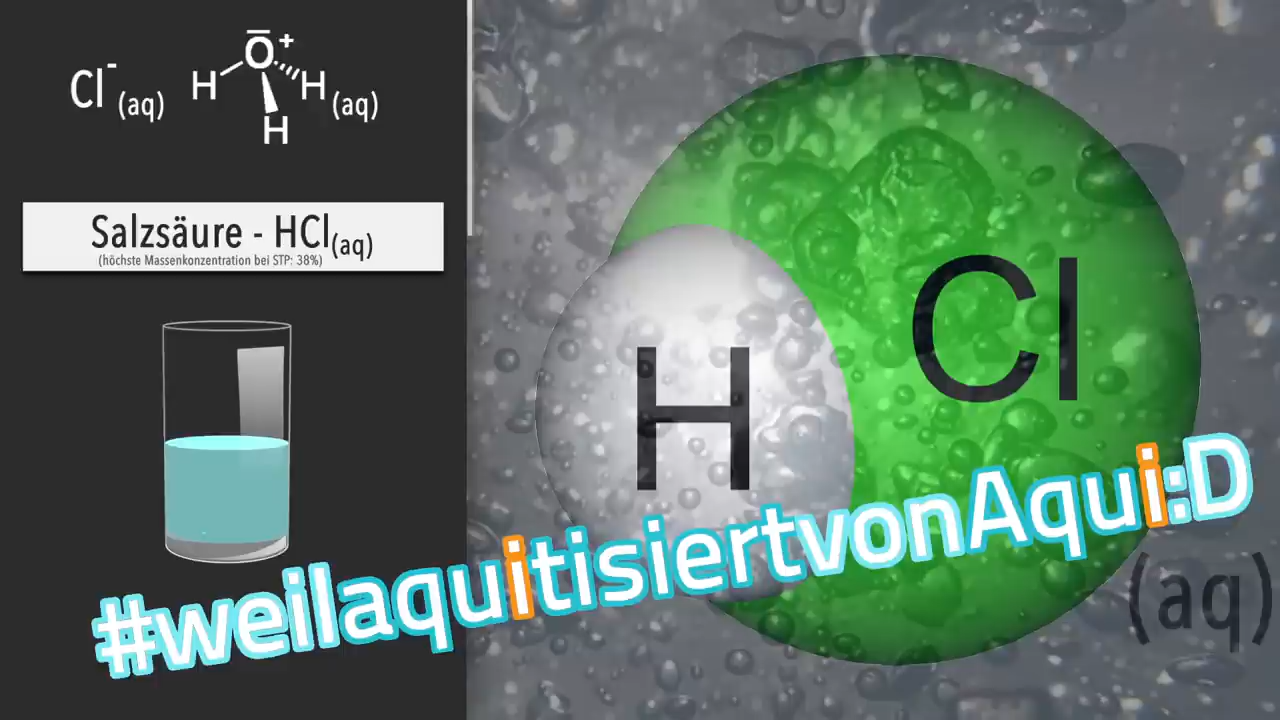 Cl⁻(aq) H O⁺ H(aq)
H
Salzsäure - HCl(aq)
(höchste Massenkonzentration bei STP: 38%)
H Cl
(aq)
#weilaquitisiertvonAqui:D